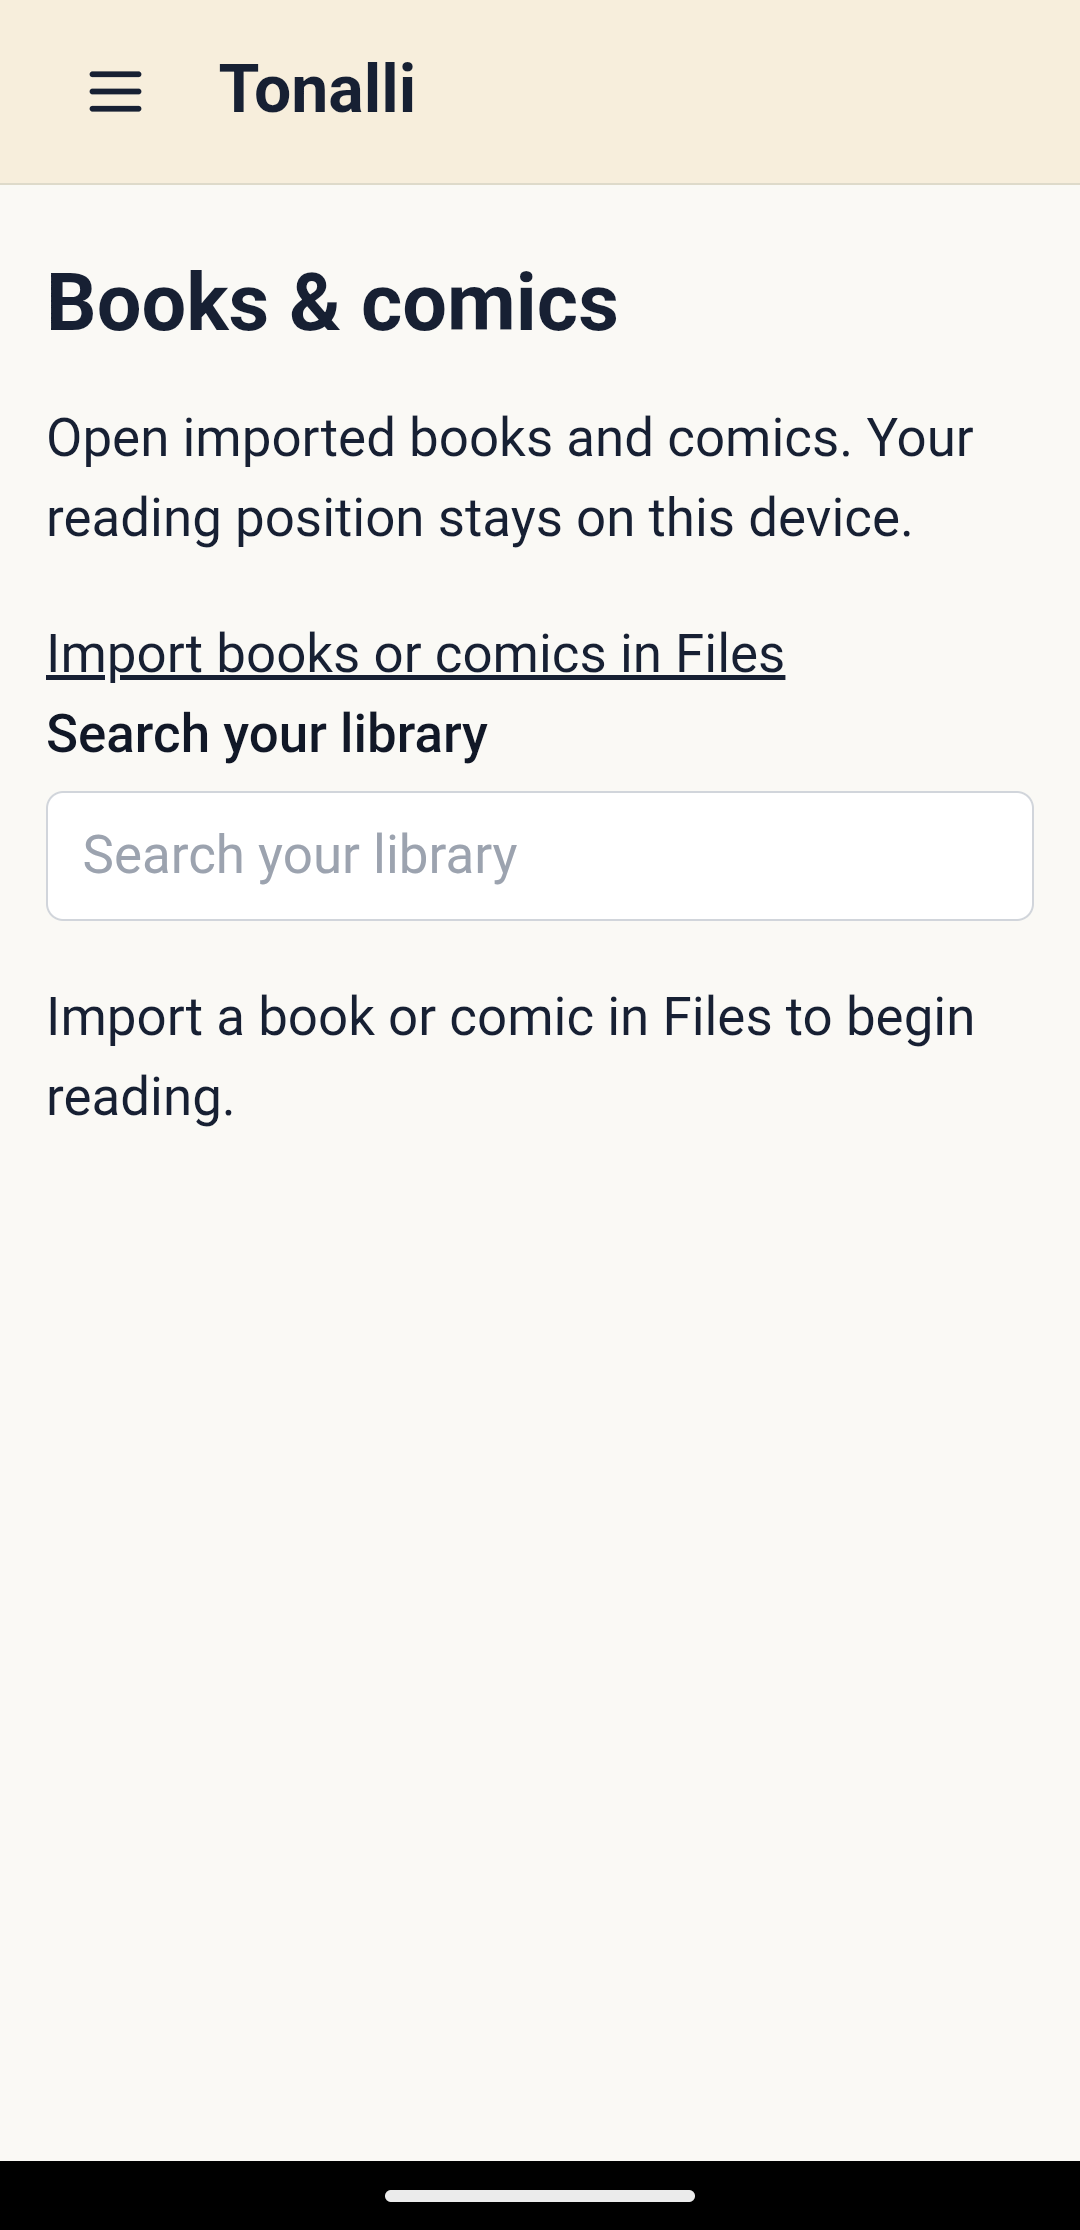 Tonalli
Books & comics
Open imported books and comics. Your
reading position stays on this device.
Import books or comics in Files
Search your library
Search your library
Import a book or comic in Files to begin
reading.